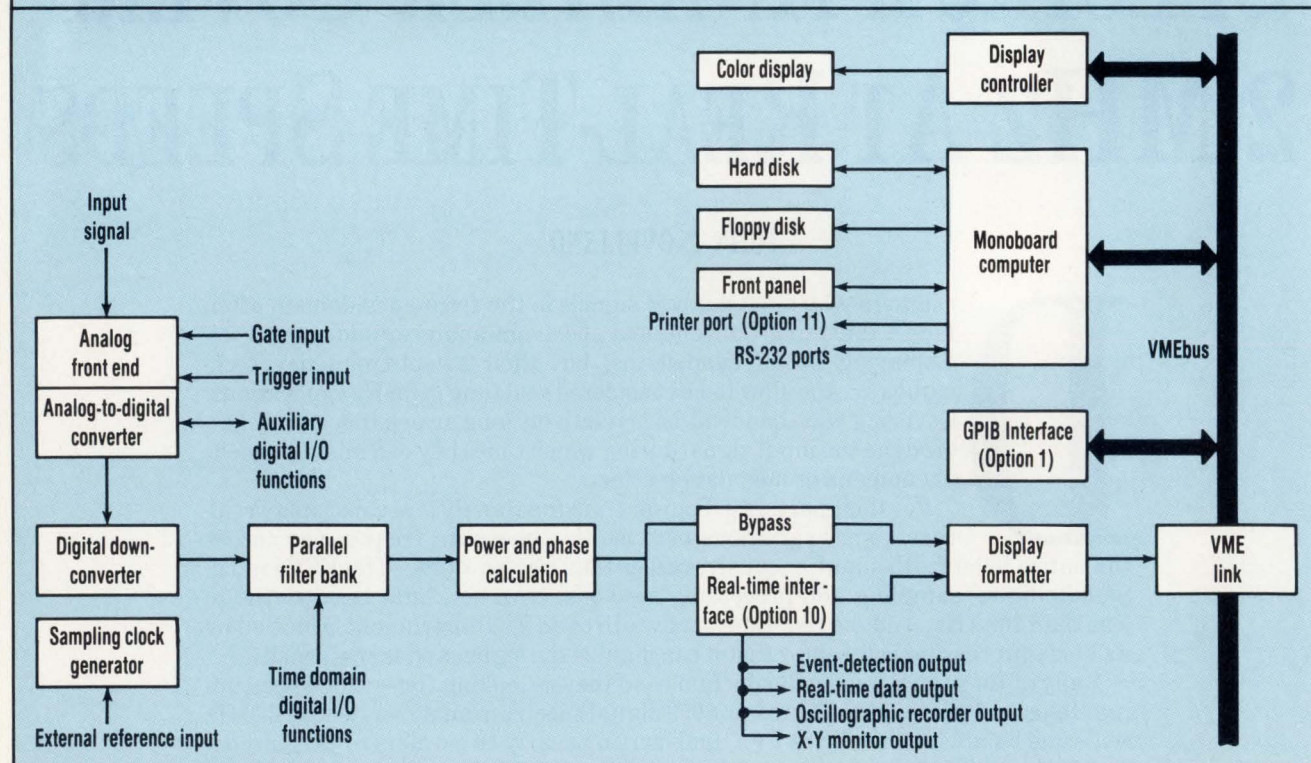 Color display
Display
controller
Hard disk
Floppy disk
Front panel
Printer port (Option 11)
RS-232 ports
Monoboard
computer
VMEbus
GPIB Interface
(Option 1)
Input
signal
Analog
front end
Gate input
Trigger input
Analog-to-digital
converter
Auxiliary
digital I/O
functions
Digital down-
converter
Parallel
filter bank
Power and phase
calculation
Bypass
Real-time inter-
face (Option 10)
Display
formatter
VME
link
Sampling clock
generator
Time domain
digital I/O
functions
External reference input
Event-detection output
Real-time data output
Oscillographic recorder output
X-Y monitor output